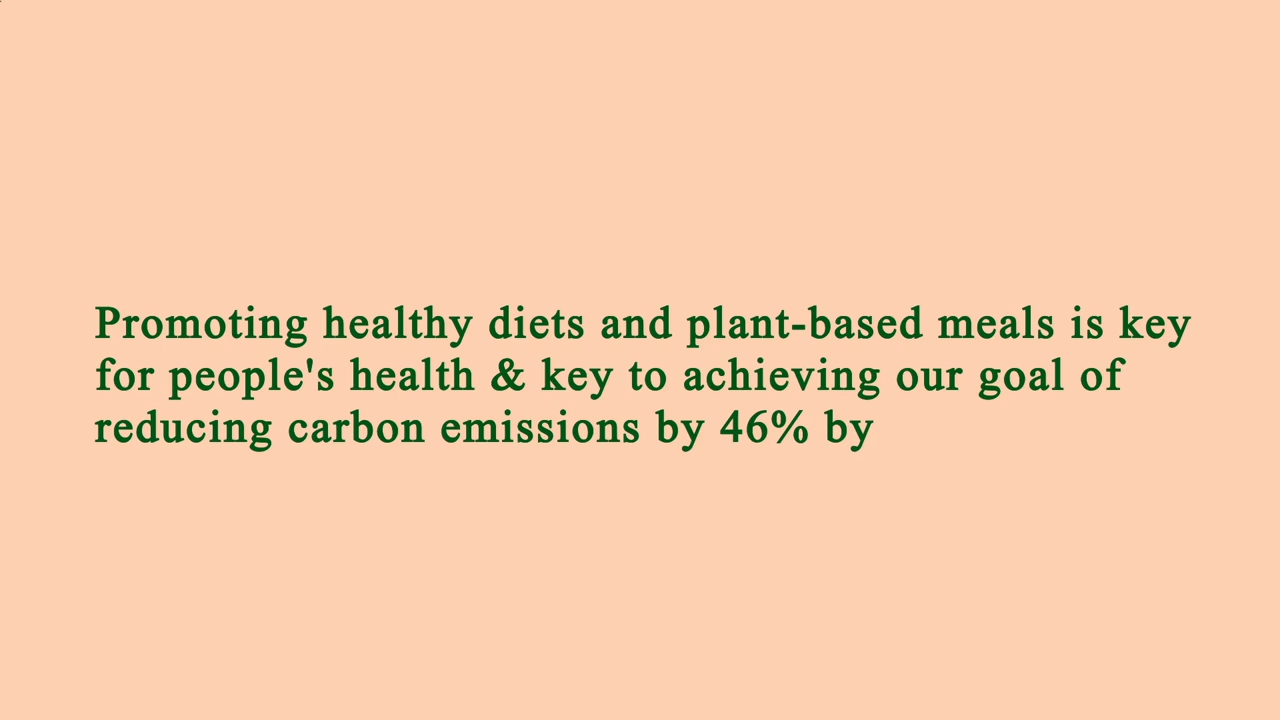 Promoting healthy diets and plant-based meals is key
for people's health & key to achieving our goal of
reducing carbon emissions by 46% by